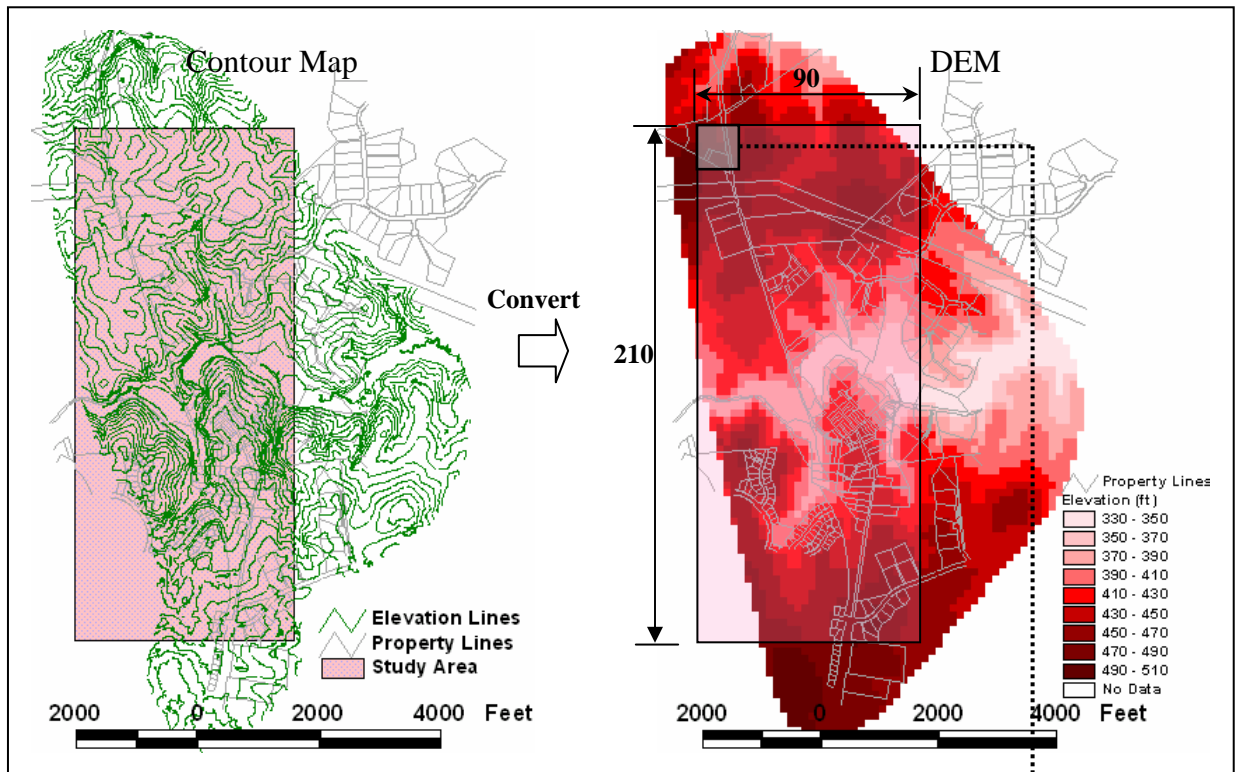 Contour Map
DEM
90
Convert
210
Elevation Lines
Property Lines
Study Area
2000 0 2000 4000 Feet
Property Lines
Elevation (ft)
330 - 350
350 - 370
370 - 390
390 - 410
410 - 430
430 - 450
450 - 470
470 - 490
490 - 510
No Data
2000 0 2000 4000 Feet